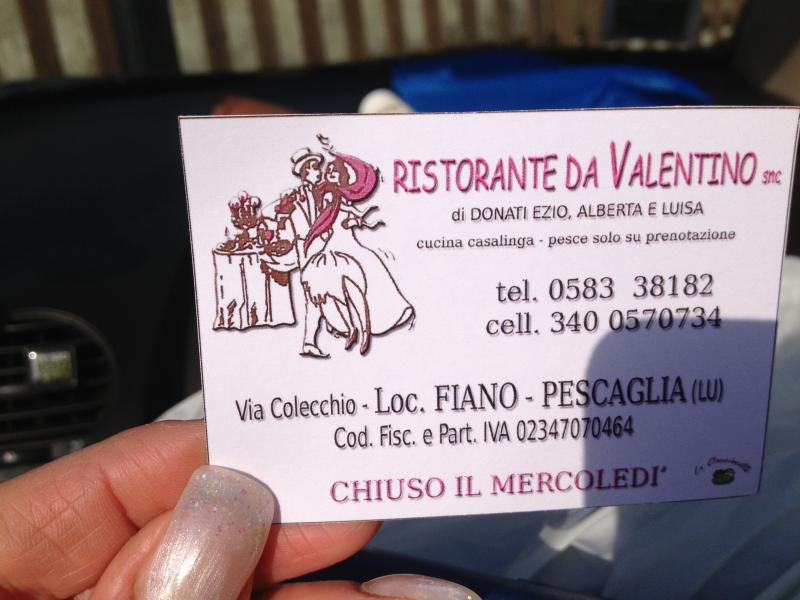 RISTORANTE DA VALENTINO snc
di DONATI EZIO, ALBERTA E LUISA
cucina casalinga - pesce solo su prenotazione
tel. 0583 38182
cell. 340 0570734
Via Colecchio - Loc. FIANO - PESCAGLIA (LU)
Cod. Fisc. e Part. IVA 02347070464
CHIUSO IL MERCOLEDI'